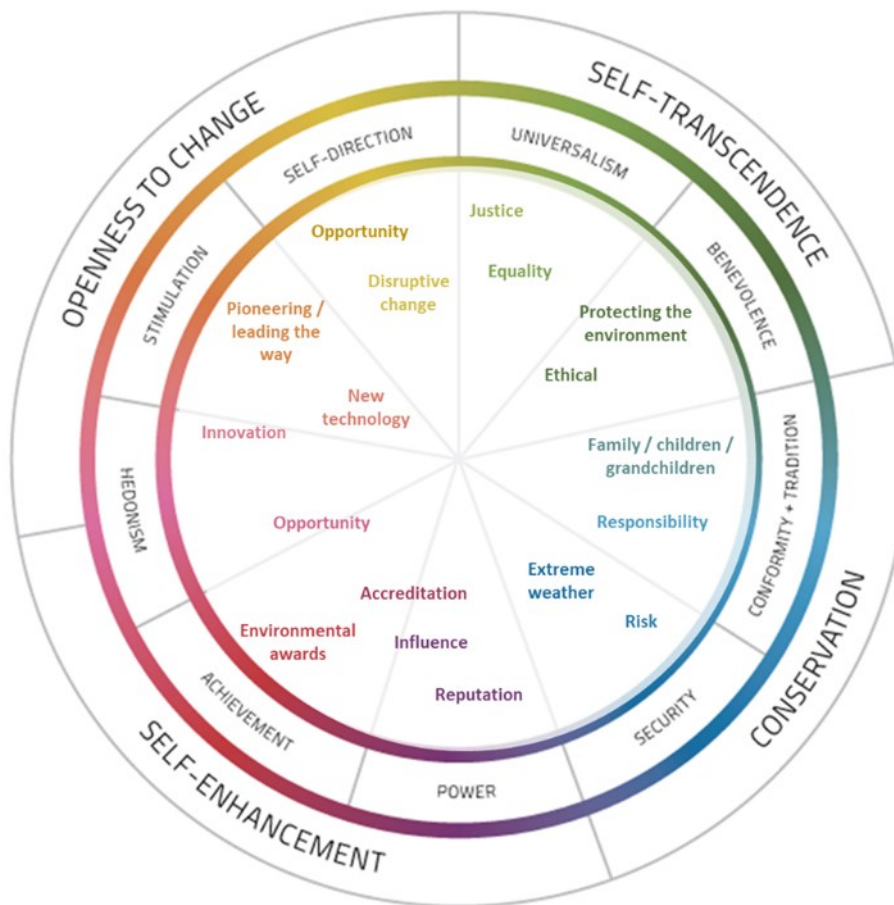 OPENNESS TO CHANGE
SELF-TRANSCENDENCE
SELF-DIRECTION
UNIVERSALISM
STIMULATION
BENEVOLENCE
Justice
Opportunity
Equality
Disruptive
change
Pioneering /
leading the
way
Protecting the
environment
Ethical
New
technology
Innovation
Family / children /
grandchildren
HEDONISM
CONFORMITY + TRADITION
Opportunity
Responsibility
Extreme
weather
Accreditation
Risk
Environmental
awards
Influence
Reputation
ACHIEVEMENT
SECURITY
POWER
SELF-ENHANCEMENT
CONSERVATION